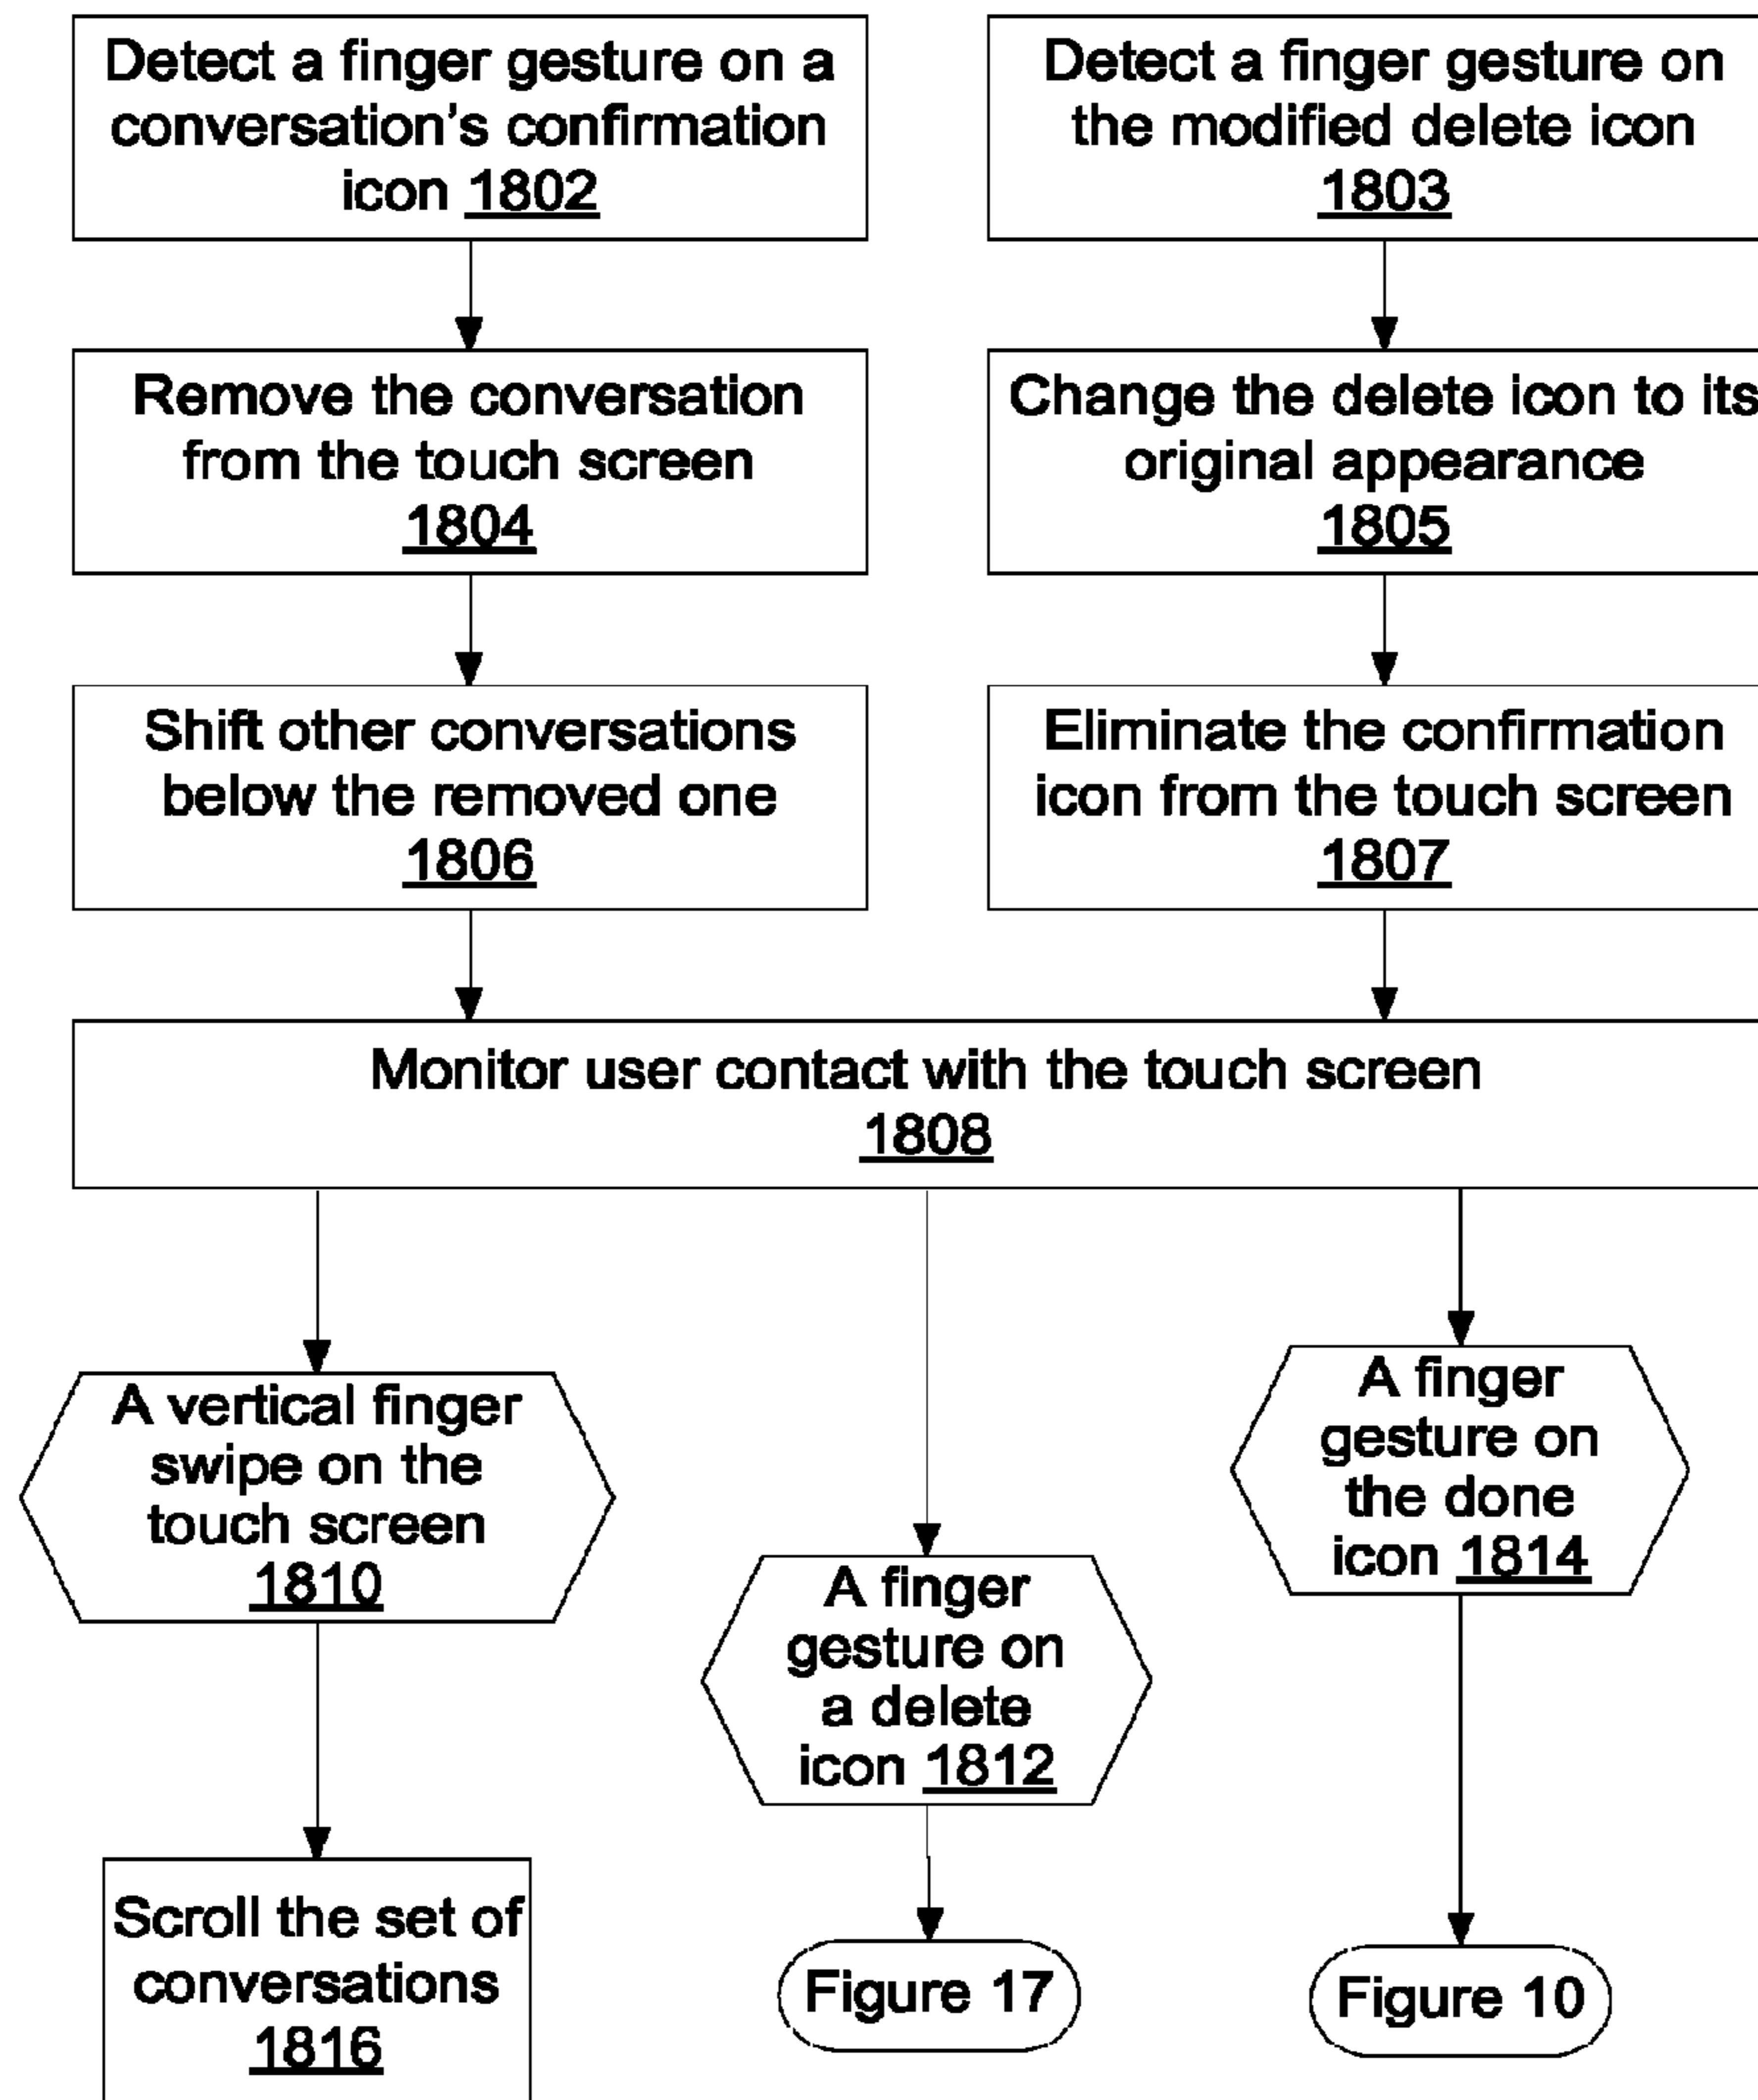 Detect a finger gesture on a
conversation's confirmation
icon 1802
Detect a finger gesture on
the modified delete icon
1803
Remove the conversation
from the touch screen
1804
Change the delete icon to its
original appearance
1805
Shift other conversations
below the removed one
1806
Eliminate the confirmation
icon from the touch screen
1807
Monitor user contact with the touch screen
1808
A vertical finger
swipe on the
touch screen
1810
A finger
gesture on
a delete
icon 1812
A finger
gesture on
the done
icon 1814
Scroll the set of
conversations
1816
Figure 17
Figure 10